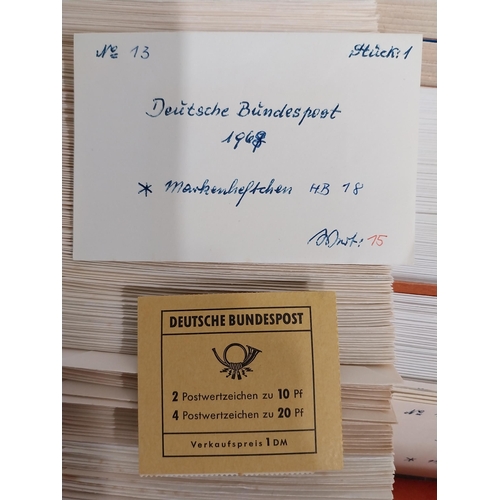 No 13
Stück: 1
Deutsche Bundespost
* Markenheftchen HB 18
Wert: 15
DEUTSCHE BUNDESPOST
2 Postwertzeichen zu 10 Pf
4 Postwertzeichen zu 20 Pf
Verkaufspreis 1 DM